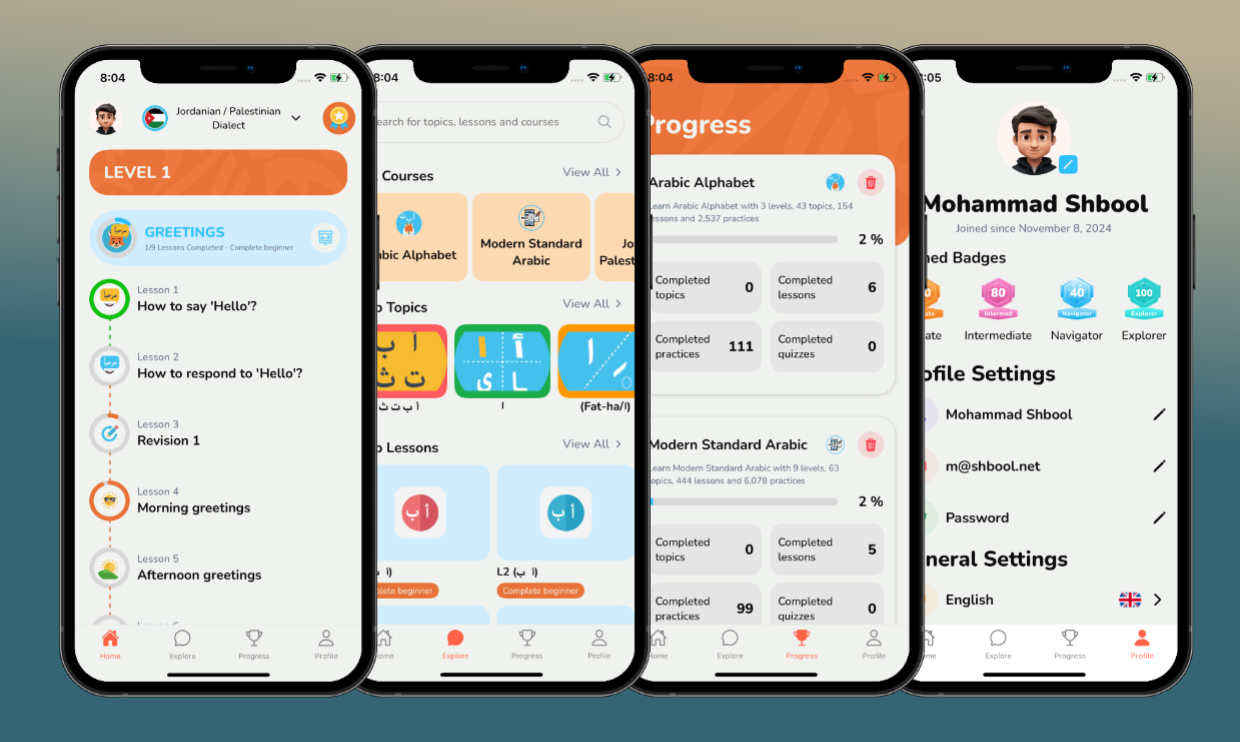 8:04
Jordanian / Palestinian
Dialect
LEVEL 1
GREETINGS
1/9 Lessons Completed - Complete beginner
Lesson 1
How to say 'Hello'?
Lesson 2
How to respond to 'Hello'?
Lesson 3
Revision 1
Lesson 4
Morning greetings
Lesson 5
Afternoon greetings
Home
Explore
Progress
Profile
8:04
earch for topics, lessons and courses
Courses
View All
bic Alphabet
Modern Standard
Arabic
Jo
Palest
Topics
View All
أ ب
ت ث
أ
ا
ى
ـا
ا
أ ب ت ث
ا
(Fat-ha/ا)
Lessons
View All
أ ب
أ ب
L2 (أ ب)
plete beginner
Complete beginner
ome
Explore
Progress
Profile
8:04
Progress
Arabic Alphabet
Learn Arabic Alphabet with 3 levels, 43 topics, 154
lessons and 2,537 practices
2 %
Completed
topics
0
Completed
lessons
6
Completed
practices
111
Completed
quizzes
0
Modern Standard Arabic
Learn Modern Standard Arabic with 9 levels, 63
topics, 444 lessons and 6,078 practices
2 %
Completed
topics
0
Completed
lessons
5
Completed
practices
99
Completed
quizzes
0
ome
Explore
Progress
Profile
8:05
Mohammad Shbool
Joined since November 8, 2024
ned Badges
80
Intermed
40
Navigator
100
Explorer
ate
Intermediate
Navigator
Explorer
ofile Settings
Mohammad Shbool
m@shbool.net
Password
neral Settings
English
ome
Explore
Progress
Profile